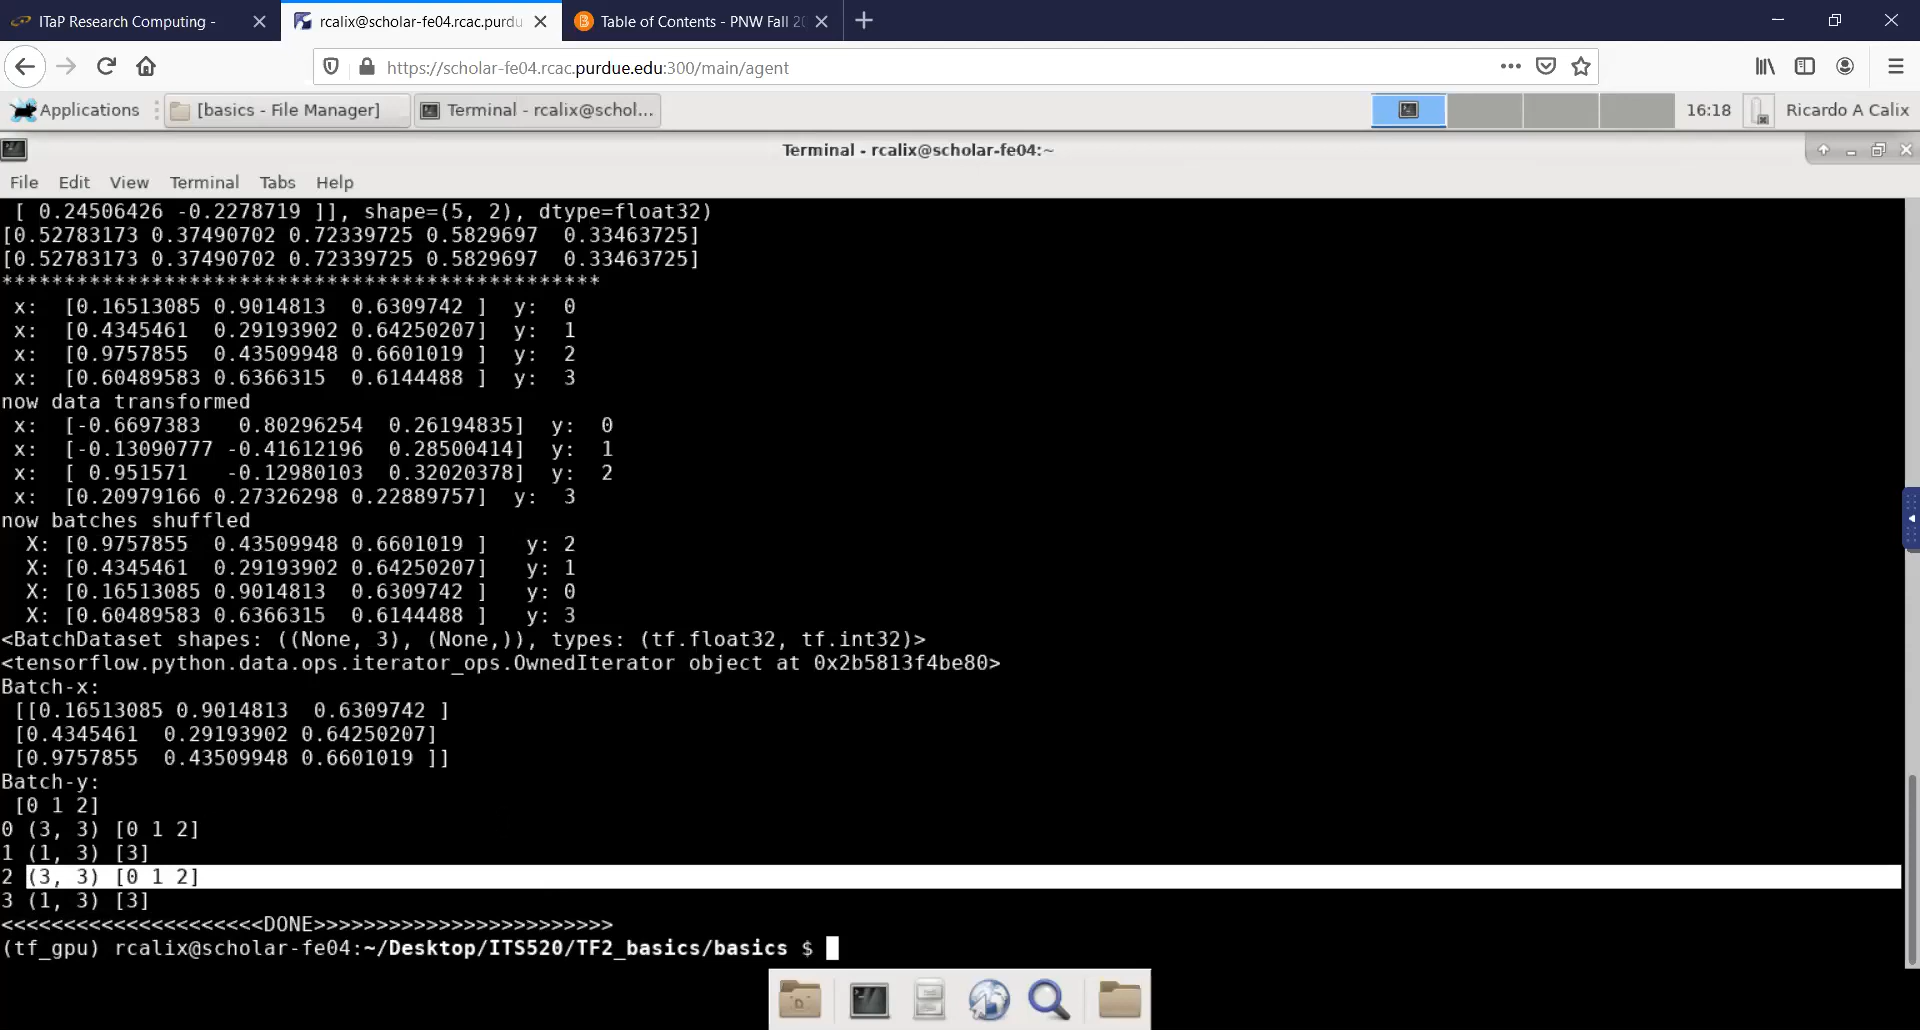 ITaP Research Computing -
rcalix@scholar-fe04.rcac.purdu
Table of Contents - PNW Fall 20
https://scholar-fe04.rcac.purdue.edu:300/main/agent
Applications
[basics - File Manager]
Terminal - rcalix@schol...
16:18
Ricardo A Calix
Terminal - rcalix@scholar-fe04:~
File Edit View Terminal Tabs Help
[ 0.24506426 -0.2278719 ]], shape=(5, 2), dtype=float32)
[0.52783173 0.37490702 0.72339725 0.5829697  0.33463725]
[0.52783173 0.37490702 0.72339725 0.5829697  0.33463725]
************************************************
x:  [0.16513085 0.9014813  0.6309742 ]  y:  0
x:  [0.4345461  0.29193902 0.64250207]  y:  1
x:  [0.9757855  0.43509948 0.6601019 ]  y:  2
x:  [0.60489583 0.6366315  0.6144488 ]  y:  3
now data transformed
x:  [-0.6697383   0.80296254  0.26194835]  y:  0
x:  [-0.13090777 -0.41612196  0.28500414]  y:  1
x:  [ 0.951571   -0.12980103  0.32020378]  y:  2
x:  [0.20979166 0.27326298 0.22889757]  y:  3
now batches shuffled
X: [0.9757855  0.43509948 0.6601019 ]   y: 2
X: [0.4345461  0.29193902 0.64250207]   y: 1
X: [0.16513085 0.9014813  0.6309742 ]   y: 0
X: [0.60489583 0.6366315  0.6144488 ]   y: 3
<BatchDataset shapes: ((None, 3), (None,)), types: (tf.float32, tf.int32)>
<tensorflow.python.data.ops.iterator_ops.OwnedIterator object at 0x2b5813f4be80>
Batch-x:
[[0.16513085 0.9014813  0.6309742 ]
[0.4345461  0.29193902 0.64250207]
[0.9757855  0.43509948 0.6601019 ]]
Batch-y:
[0 1 2]
0 (3, 3) [0 1 2]
1 (1, 3) [3]
2 (3, 3) [0 1 2]
3 (1, 3) [3]
<<<<<<<<<<<<<<<<<<<<<DONE>>>>>>>>>>>>>>>>>>>>>>>>
(tf_gpu) rcalix@scholar-fe04:~/Desktop/ITS520/TF2_basics/basics $